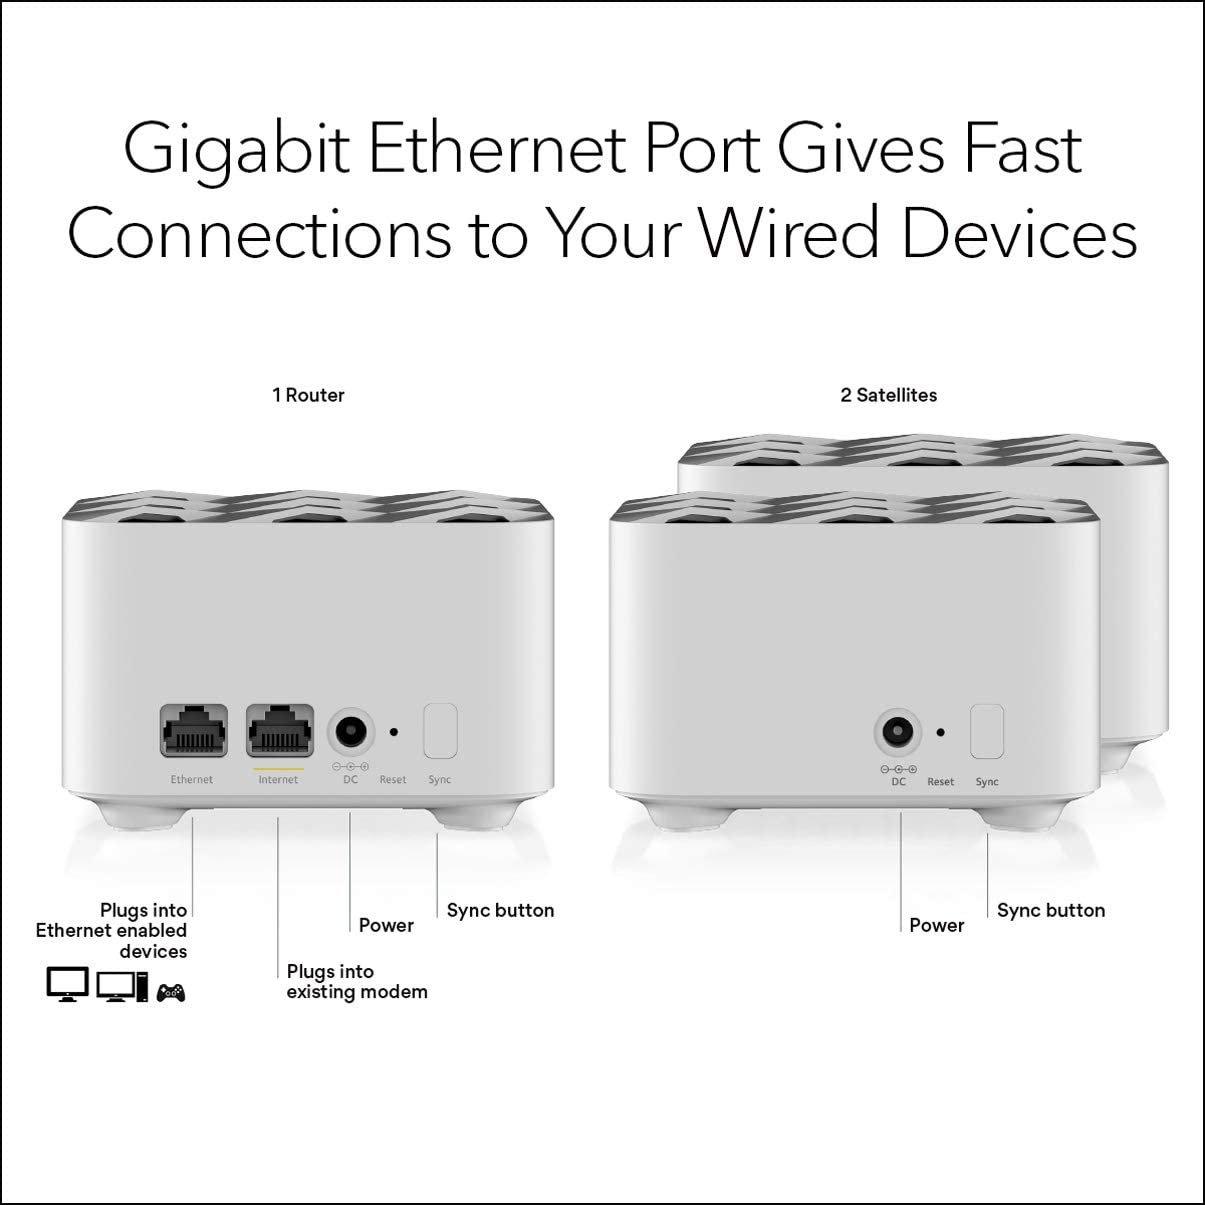 Gigabit Ethernet Port Gives Fast
Connections to Your Wired Devices
1 Router
Ethernet
Internet
DC
Reset
Sync
Plugs into
Ethernet enabled
devices
Plugs into
existing modem
Power
Sync button
2 Satellites
DC
Reset
Sync
Power
Sync button